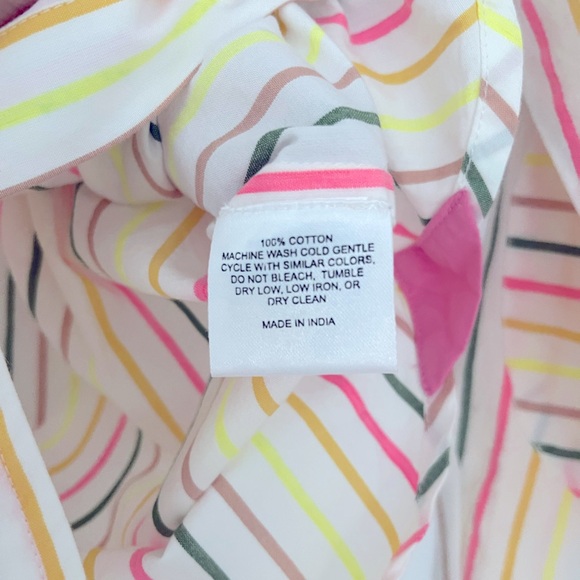 100% COTTON
MACHINE WASH COLD GENTLE
CYCLE WITH SIMILAR COLORS,
DO NOT BLEACH, TUMBLE
DRY LOW, LOW IRON, OR
DRY CLEAN
MADE IN INDIA